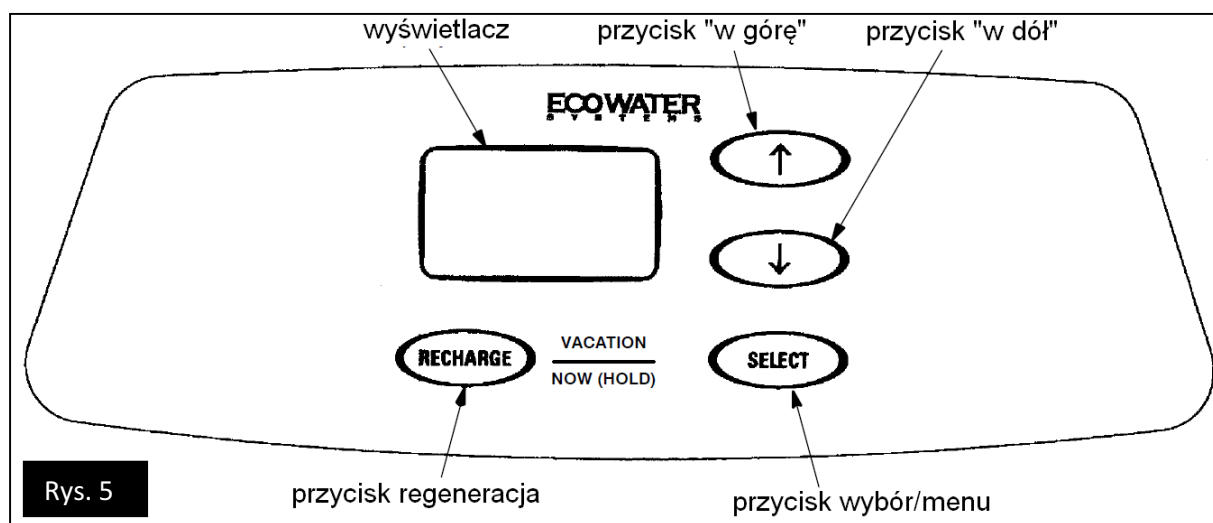 wyświetlacz
przycisk "w górę"
przycisk "w dół"
ECOWATER
SYSTEMS
↑
↓
RECHARGE
VACATION
NOW (HOLD)
SELECT
Rys. 5
przycisk regeneracja
przycisk wybór/menu